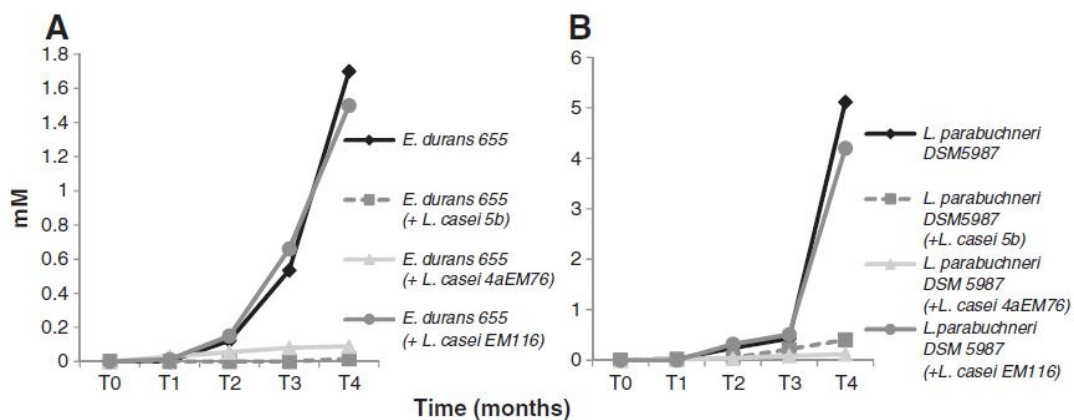 A
mM
1.8
1.6
1.4
1.2
1
0.8
0.6
0.4
0.2
0
T0 T1 T2 T3 T4
E. durans 655
E. durans 655
(+ L. casei 5b)
E. durans 655
(+ L. casei 4aEM76)
E. durans 655
(+ L. casei EM116)
B
6
5
4
3
2
1
0
T0 T1 T2 T3 T4
L. parabuchneri
DSM5987
L. parabuchneri
DSM5987
(+L. casei 5b)
L. parabuchneri
DSM 5987
(+L. casei 4aEM76)
L.parabuchneri
DSM 5987
(+L. casei EM116)
Time (months)